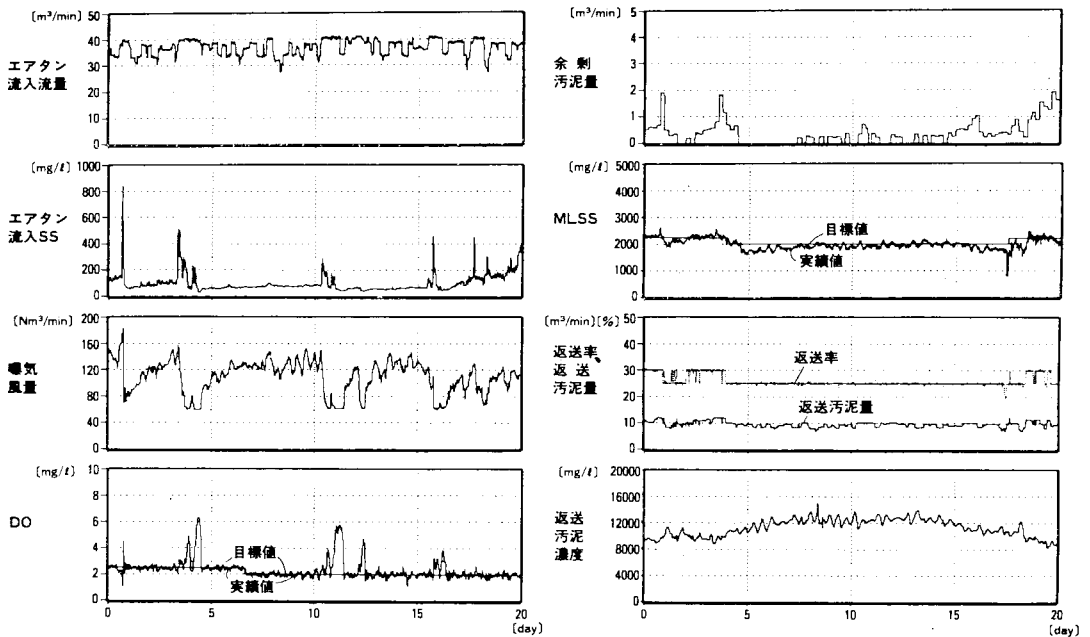 [m³/min]
50
40
30
20
10
0
エアタン
流入流量
[mg/ℓ]
1000
800
600
400
200
0
エアタン
流入SS
[Nm³/min]
200
160
120
80
40
0
曝気
風量
[mg/ℓ]
10
8
6
4
2
0
DO
目標値
実績値
0
5
10
15
20
[day]
5
4
3
2
1
0
余剰
汚泥量
[mg/ℓ]
5000
4000
3000
2000
1000
0
MLSS
目標値
実績値
[m³/min][%]
50
40
30
20
10
0
返送率、
返送
汚泥量
返送率
返送汚泥量
[mg/ℓ]
20000
16000
12000
8000
4000
0
返送
汚泥
濃度
0
5
10
15
20
[day]